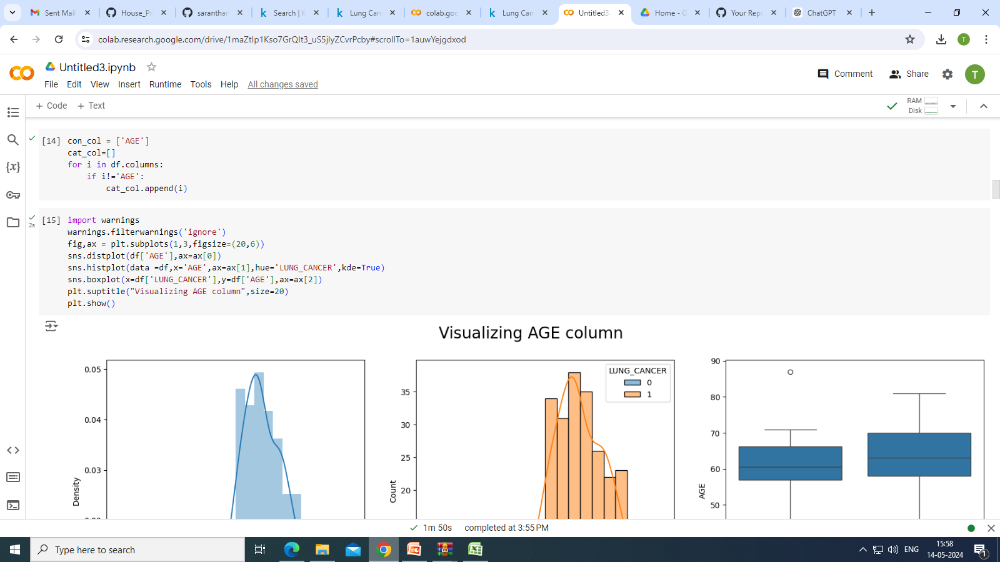 Sent Mail
House_Pr
saranthan
Search | K
Lung Can
colab.goo
Lung Can
Untitled3
Home - G
Your Repo
ChatGPT
colab.research.google.com/drive/1maZtIp1Kso7GrQIt3_uS5jlyZCvrPcby#scrollTo=1auwYejgdxod
T
Untitled3.ipynb
Comment
Share
T
File Edit View Insert Runtime Tools Help All changes saved
+ Code + Text
RAM
Disk
[14] con_col = ['AGE']
cat_col=[]
for i in df.columns:
if i!='AGE':
cat_col.append(i)
2s
[15] import warnings
warnings.filterwarnings('ignore')
fig,ax = plt.subplots(1,3,figsize=(20,6))
sns.distplot(df['AGE'],ax=ax[0])
sns.histplot(data =df,x='AGE',ax=ax[1],hue='LUNG_CANCER',kde=True)
sns.boxplot(x=df['LUNG_CANCER'],y=df['AGE'],ax=ax[2])
plt.suptitle("Visualizing AGE column",size=20)
plt.show()
Visualizing AGE column
0.05
0.04
0.03
Density
LUNG_CANCER
0
1
35
30
25
20
Count
90
80
70
60
50
AGE
1m 50s completed at 3:55 PM
Type here to search
ENG
15:58
14-05-2024
1